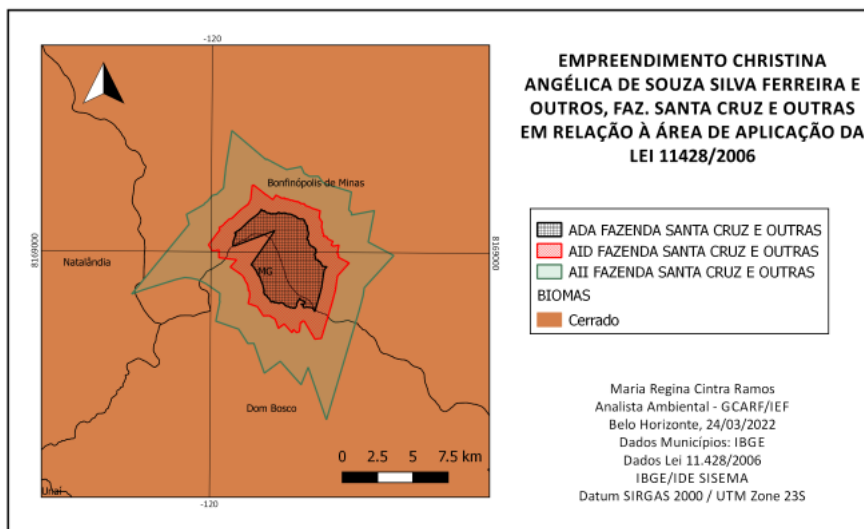 EMPREENDIMENTO CHRISTINA
ANGÉLICA DE SOUZA SILVA FERREIRA E
OUTROS, FAZ. SANTA CRUZ E OUTRAS
EM RELAÇÃO À ÁREA DE APLICAÇÃO DA
LEI 11428/2006
-120
Bonfinópolis de Minas
8169000
8169000
Natalândia
MG
Dom Bosco
0 2.5 5 7.5 km
Unaí
-120
ADA FAZENDA SANTA CRUZ E OUTRAS
AID FAZENDA SANTA CRUZ E OUTRAS
AII FAZENDA SANTA CRUZ E OUTRAS
BIOMAS
Cerrado
Maria Regina Cintra Ramos
Analista Ambiental - GCARF/IEF
Belo Horizonte, 24/03/2022
Dados Municípios: IBGE
Dados Lei 11.428/2006
IBGE/IDE SISEMA
Datum SIRGAS 2000 / UTM Zone 23S